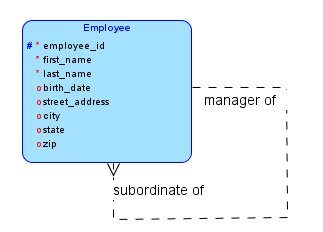 Employee
# * employee_id
* first_name
* last_name
o birth_date
o street_address
o city
o state
o zip
manager of
subordinate of